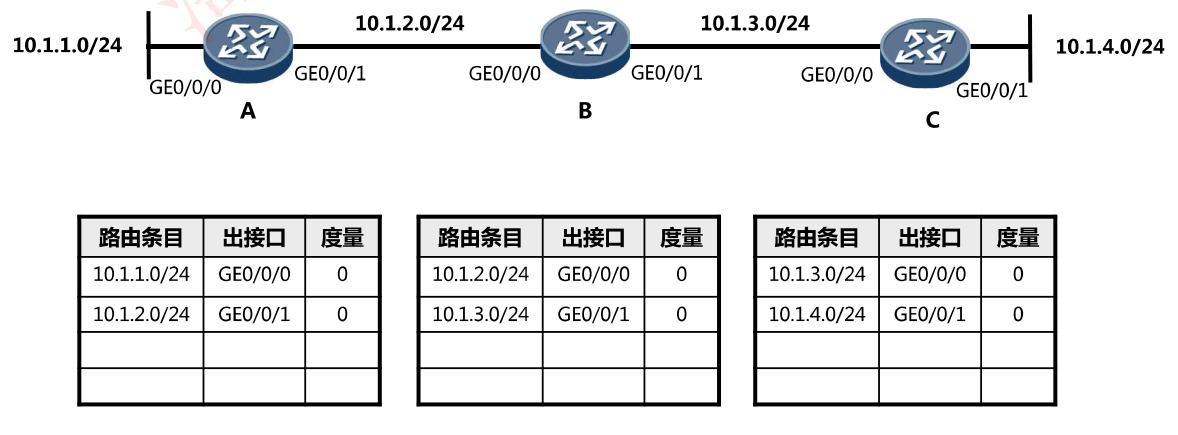 10.1.2.0/24 10.1.3.0/24
10.1.1.0/24 10.1.4.0/24
GE0/0/0 GE0/0/1 GE0/0/0 GE0/0/1 GE0/0/0 GE0/0/1
A B C
路由条目 出接口 度量
10.1.1.0/24 GE0/0/0 0
10.1.2.0/24 GE0/0/1 0
路由条目 出接口 度量
10.1.2.0/24 GE0/0/0 0
10.1.3.0/24 GE0/0/1 0
路由条目 出接口 度量
10.1.3.0/24 GE0/0/0 0
10.1.4.0/24 GE0/0/1 0